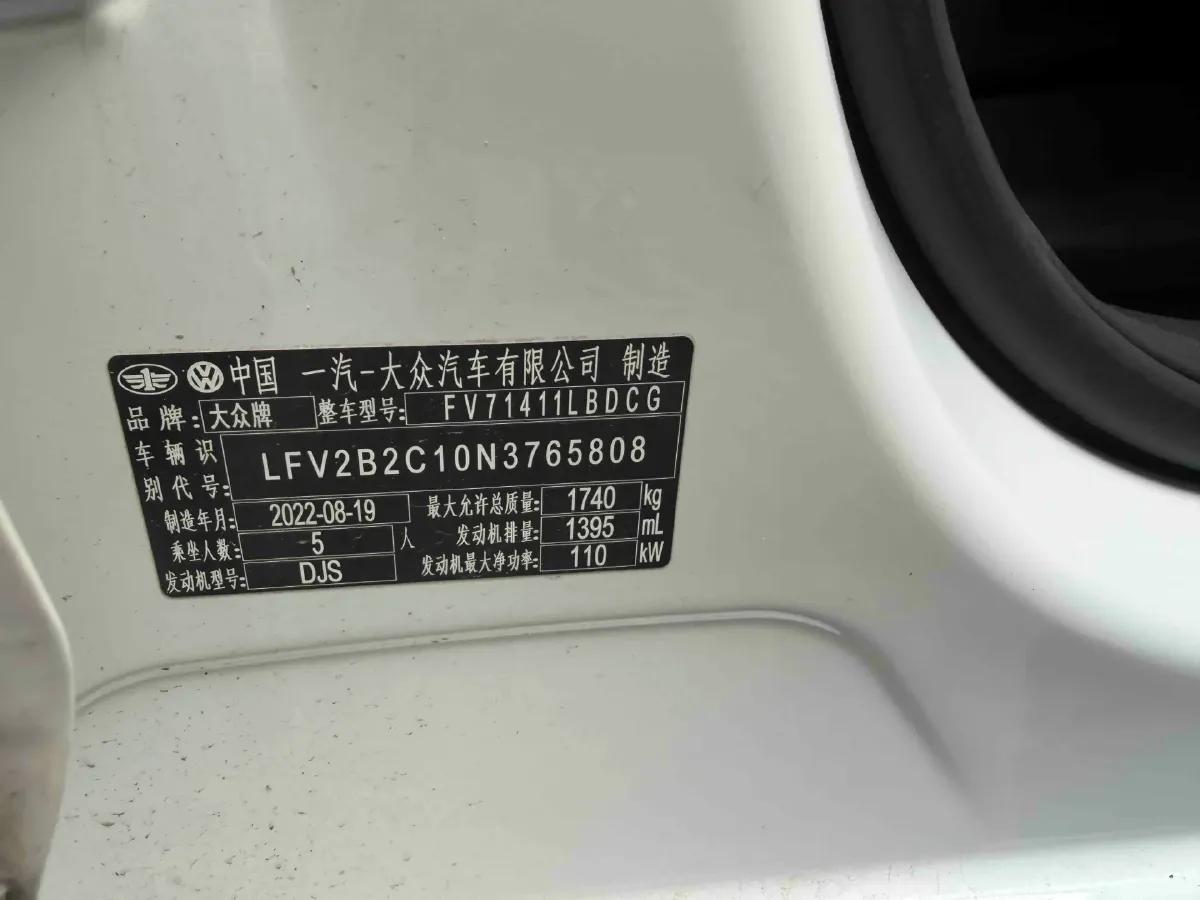 中国 一汽-大众汽车有限公司 制造
品牌: 大众牌 整车型号: FV71411LBDCG
车辆识
别代号: LFV2B2C10N3765808
制造年月: 2022-08-19 最大允许总质量: 1740 kg
乘坐人数: 5 人 发动机排量: 1395 mL
发动机型号: DJS 发动机最大净功率: 110 kW